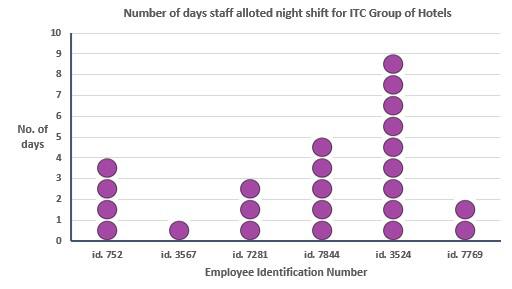 Number of days staff alloted night shift for ITC Group of Hotels
10
9
8
7
6
5
4
3
2
1
0
No. of
days
id. 752 id. 3567 id. 7281 id. 7844 id. 3524 id. 7769
Employee Identification Number